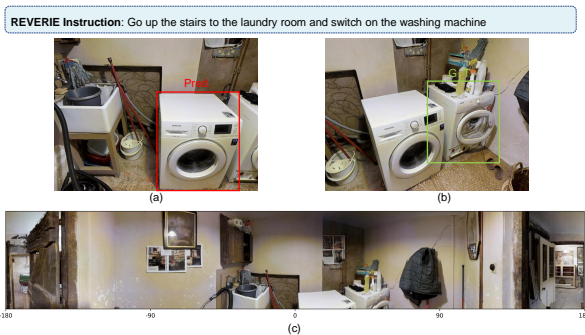 REVERIE Instruction: Go up the stairs to the laundry room and switch on the washing machine
Pred
(a)
(b)
-180
-90
0
90
(c)